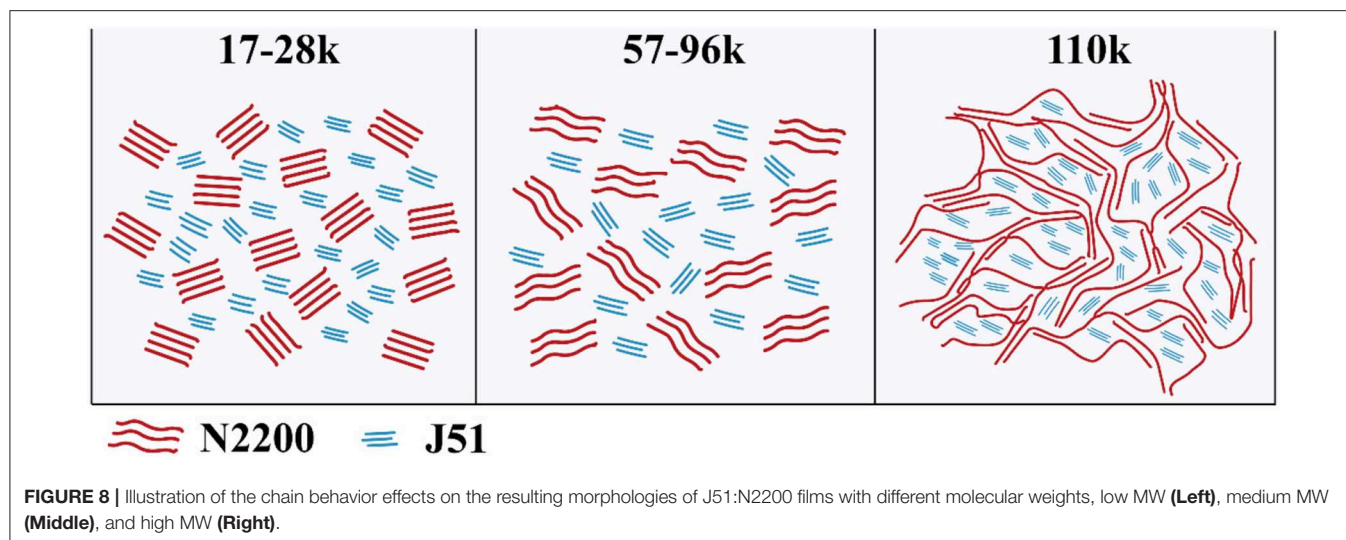 17-28k
57-96k
110k
N2200
J51
FIGURE 8 | Illustration of the chain behavior effects on the resulting morphologies of J51:N2200 films with different molecular weights, low MW (Left), medium MW
(Middle), and high MW (Right).